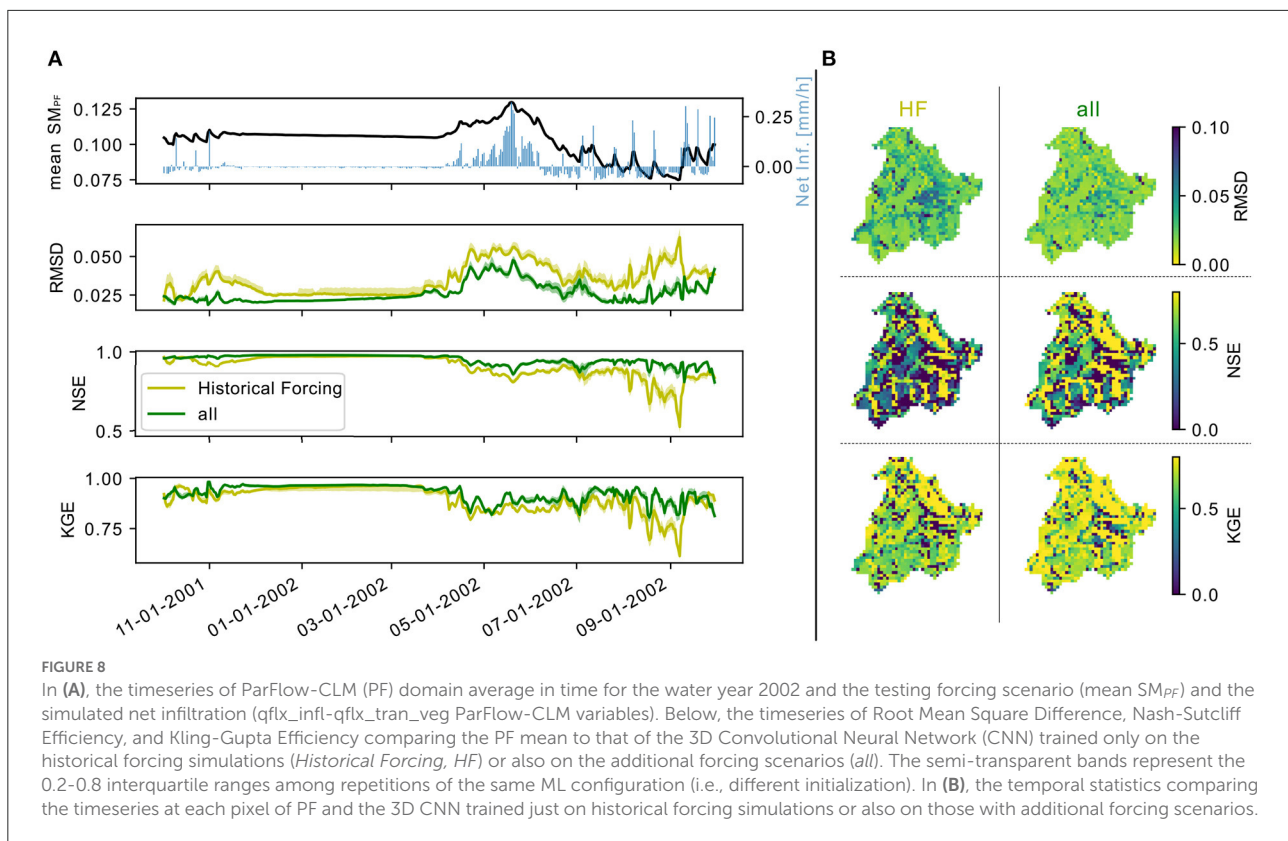 A
B
mean SMPF
0.125
0.100
0.075
0.25
0.00
Net Inf. [mm/h]
RMSD
0.050
0.025
NSE
1.0
0.5
Historical Forcing
all
KGE
1.00
0.75
11-01-2001
01-01-2002
03-01-2002
05-01-2002
07-01-2002
09-01-2002
HF
all
0.10
0.05
0.00
RMSD
0.5
0.0
NSE
0.5
0.0
KGE
FIGURE 8
In (A), the timeseries of ParFlow-CLM (PF) domain average in time for the water year 2002 and the testing forcing scenario (mean SMPF) and the
simulated net infiltration (qflx_infl-qflx_tran_veg ParFlow-CLM variables). Below, the timeseries of Root Mean Square Difference, Nash-Sutcliff
Efficiency, and Kling-Gupta Efficiency comparing the PF mean to that of the 3D Convolutional Neural Network (CNN) trained only on the
historical forcing simulations (Historical Forcing, HF) or also on the additional forcing scenarios (all). The semi-transparent bands represent the
0.2-0.8 interquartile ranges among repetitions of the same ML configuration (i.e., different initialization). In (B), the temporal statistics comparing
the timeseries at each pixel of PF and the 3D CNN trained just on historical forcing simulations or also on those with additional forcing scenarios.